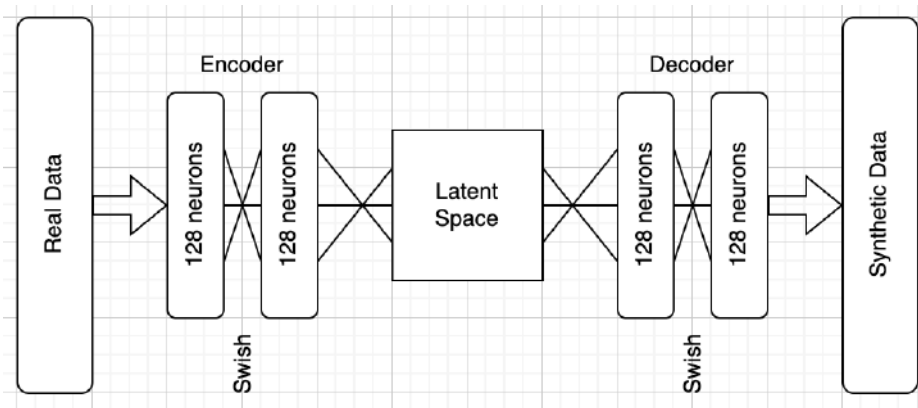 Real Data
Encoder
128 neurons
128 neurons
Swish
Latent
Space
Decoder
128 neurons
128 neurons
Swish
Synthetic Data